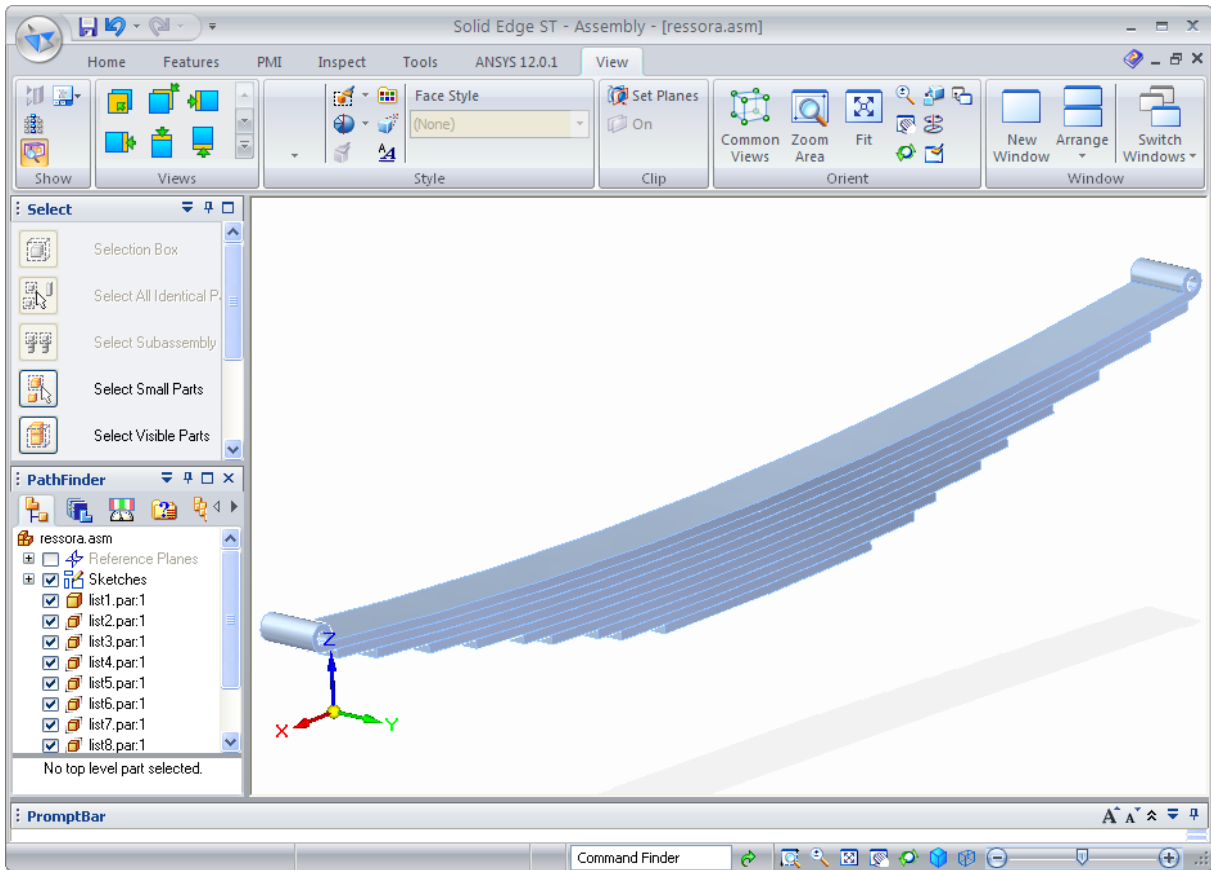 Solid Edge ST - Assembly - [ressora.asm]
Home Features PMI Inspect Tools ANSYS 12.0.1 View
Face Style
(None)
Set Planes
On
Common Views
Zoom Area
Fit
New Window
Arrange
Switch Windows
Show Views Style Clip Orient Window
Select
Selection Box
Select All Identical P
Select Subassembly
Select Small Parts
Select Visible Parts
PathFinder
ressora.asm
Reference Planes
Sketches
list1.par:1
list2.par:1
list3.par:1
list4.par:1
list5.par:1
list6.par:1
list7.par:1
list8.par:1
No top level part selected.
Z
X
Y
PromptBar
A A
Command Finder